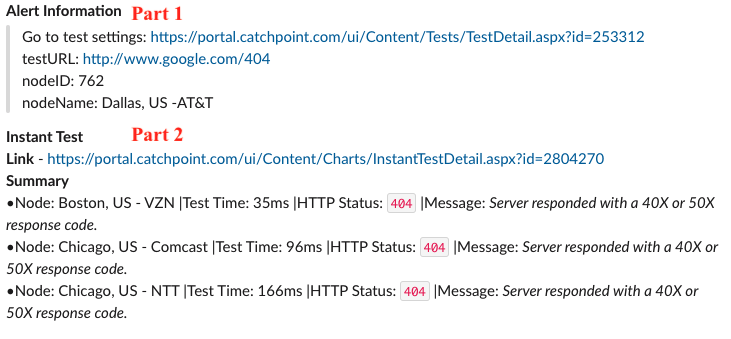 Alert Information Part 1
Go to test settings: https://portal.catchpoint.com/ui/Content/Tests/TestDetail.aspx?id=253312
testURL: http://www.google.com/404
nodeID: 762
nodeName: Dallas, US -AT&T
Instant Test Part 2
Link - https://portal.catchpoint.com/ui/Content/Charts/InstantTestDetail.aspx?id=2804270
Summary
•Node: Boston, US - VZN |Test Time: 35ms |HTTP Status: 404 |Message: Server responded with a 40X or 50X
response code.
•Node: Chicago, US - Comcast |Test Time: 96ms |HTTP Status: 404 |Message: Server responded with a 40X or
50X response code.
•Node: Chicago, US - NTT |Test Time: 166ms |HTTP Status: 404 |Message: Server responded with a 40X or
50X response code.